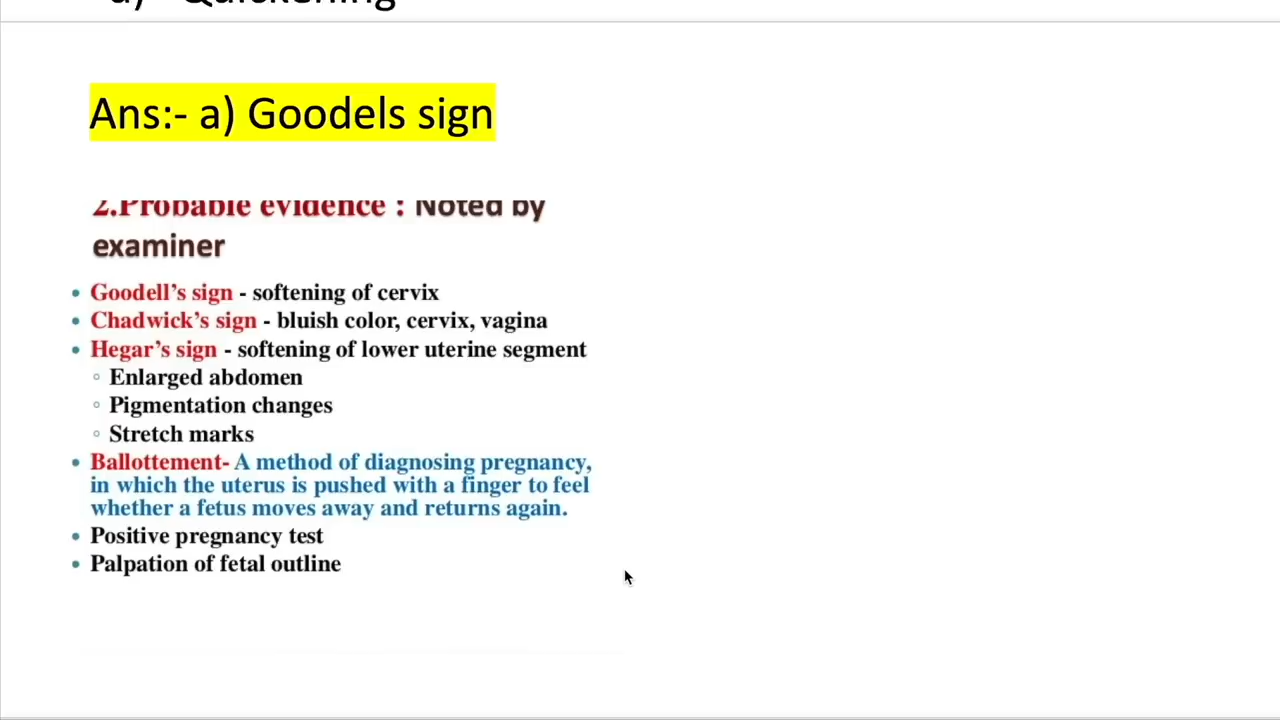 d) Quickening
Ans:- a) Goodels sign
2.Probable evidence : Noted by
examiner
• Goodell's sign - softening of cervix
• Chadwick's sign - bluish color, cervix, vagina
• Hegar's sign - softening of lower uterine segment
◦ Enlarged abdomen
◦ Pigmentation changes
◦ Stretch marks
• Ballottement- A method of diagnosing pregnancy,
in which the uterus is pushed with a finger to feel
whether a fetus moves away and returns again.
• Positive pregnancy test
• Palpation of fetal outline